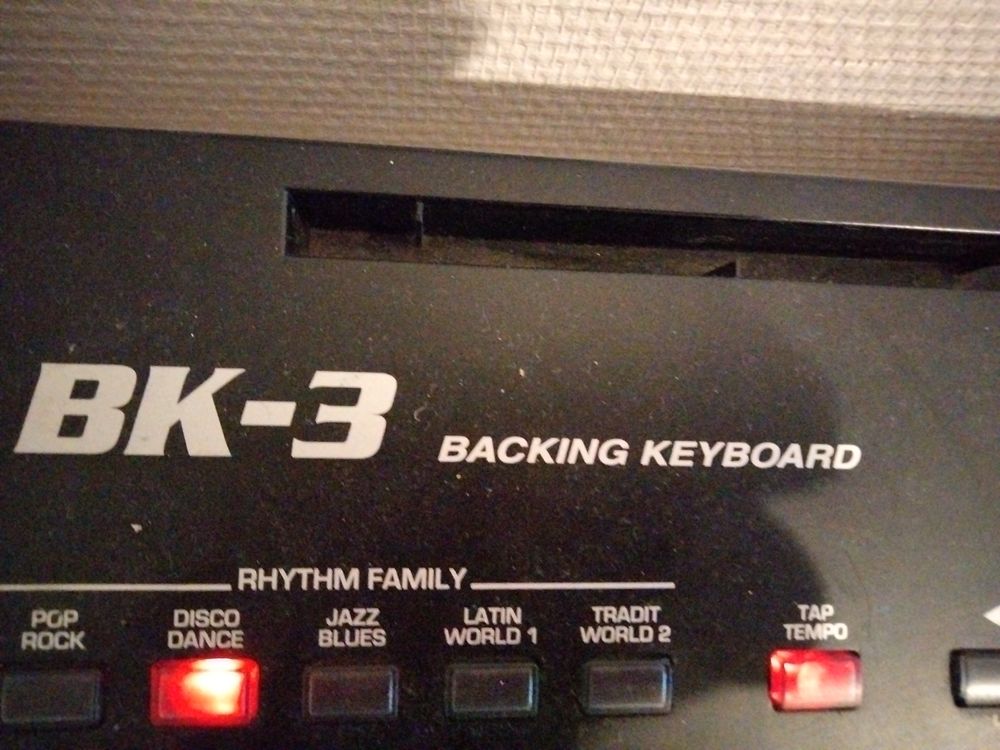 BK-3 BACKING KEYBOARD
RHYTHM FAMILY
POP ROCK
DISCO DANCE
JAZZ BLUES
LATIN WORLD 1
TRADIT WORLD 2
TAP TEMPO